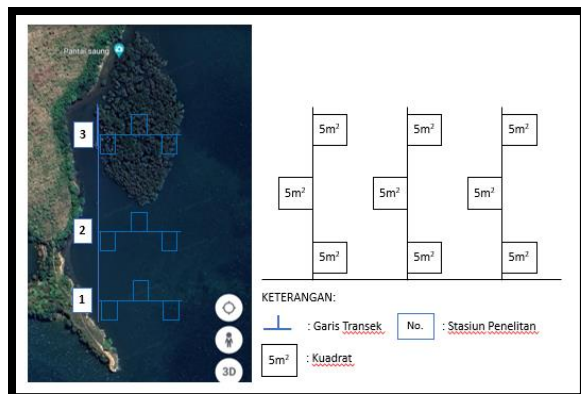 Pantai saung
3
2
1
3D
5m²
5m²
5m²
5m²
5m²
5m²
5m²
5m²
5m²
KETERANGAN:
: Garis Transek
No.
: Stasiun Penelitan
5m²
: Kuadrat